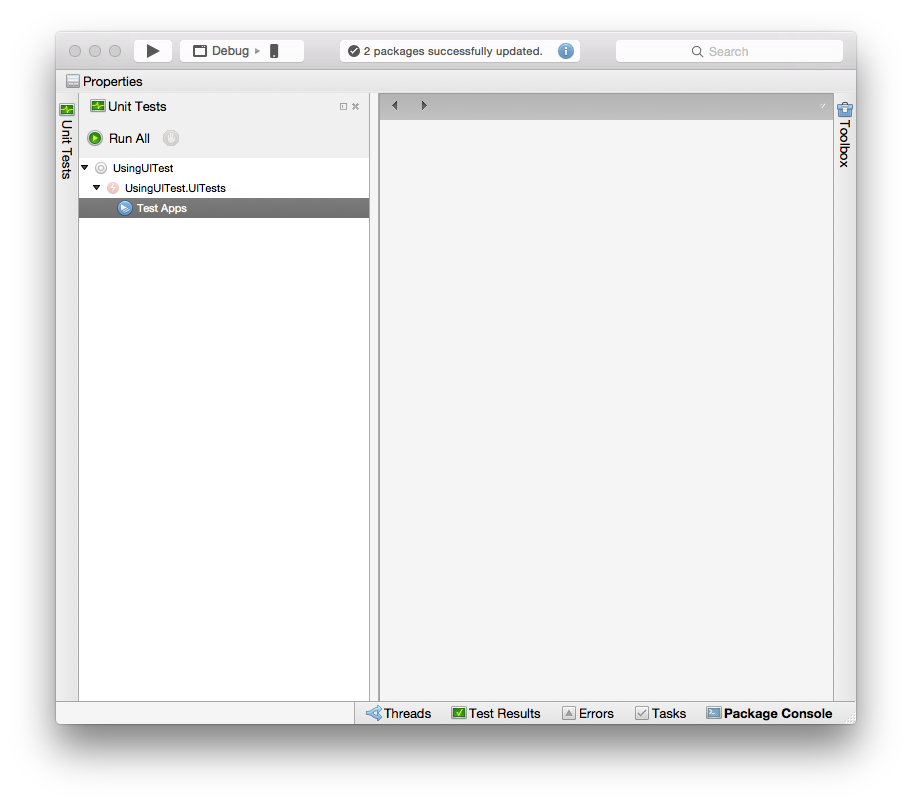 Debug
2 packages successfully updated.
Search
Properties
Unit Tests
Unit Tests
Run All
UsingUITest
UsingUITest.UITests
Test Apps
Toolbox
Threads
Test Results
Errors
Tasks
Package Console